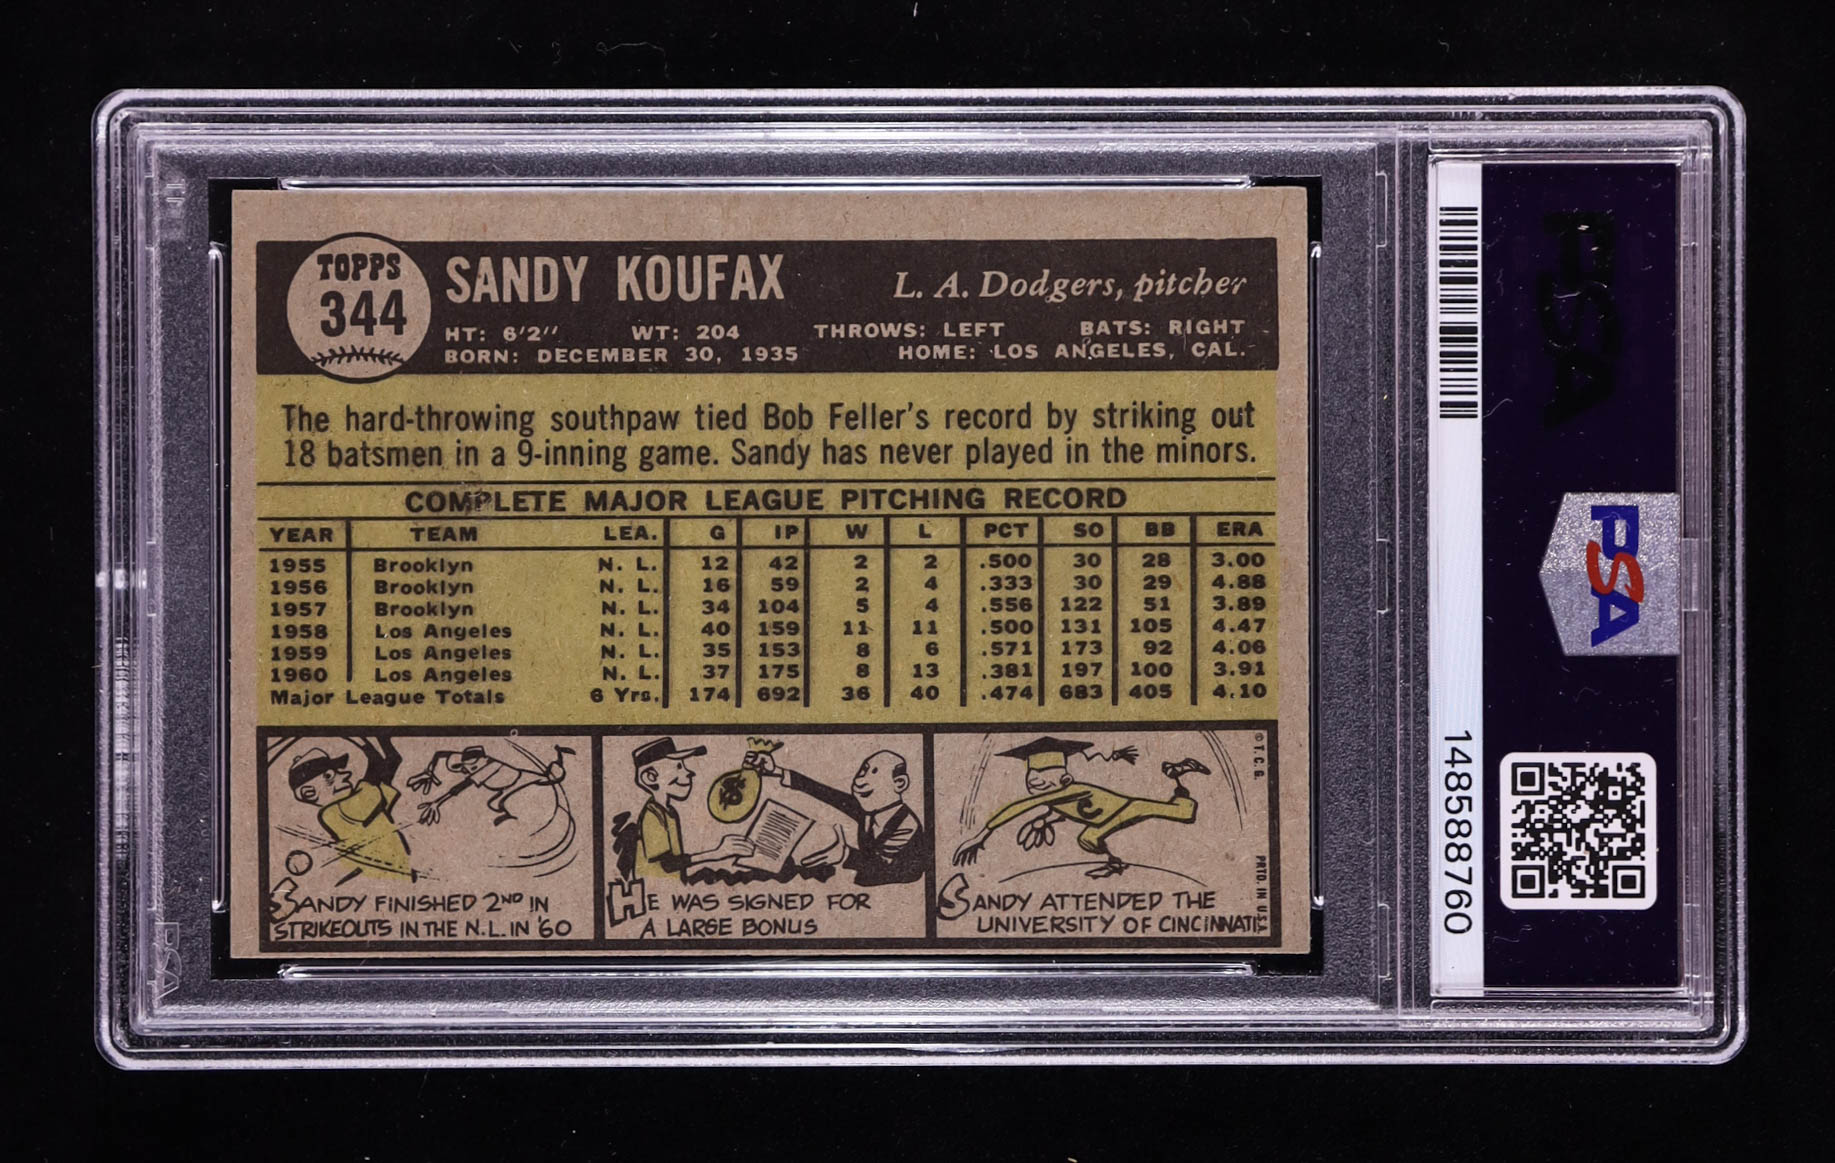 TOPPS
344
SANDY KOUFAX
L. A. Dodgers, pitcher
HT: 6'2" WT: 204 THROWS: LEFT BATS: RIGHT
BORN: DECEMBER 30, 1935 HOME: LOS ANGELES, CAL.
The hard-throwing southpaw tied Bob Feller's record by striking out
18 batsmen in a 9-inning game. Sandy has never played in the minors.
COMPLETE MAJOR LEAGUE PITCHING RECORD
YEAR TEAM LEA. G IP W L PCT SO BB ERA
1955 Brooklyn N. L. 12 42 2 2 .500 30 28 3.00
1956 Brooklyn N. L. 16 59 2 4 .333 30 29 4.88
1957 Brooklyn N. L. 34 104 5 4 .556 122 51 3.89
1958 Los Angeles N. L. 40 159 11 11 .500 131 105 4.47
1959 Los Angeles N. L. 35 153 8 6 .571 173 92 4.06
1960 Los Angeles N. L. 37 175 8 13 .381 197 100 3.91
Major League Totals 6 Yrs. 174 692 36 40 .474 683 405 4.10
SANDY FINISHED 2ND IN
STRIKEOUTS IN THE N.L. IN '60
$
HE WAS SIGNED FOR
A LARGE BONUS
C
SANDY ATTENDED THE
UNIVERSITY OF CINCINNATI
© T. C. G.
PRTD. IN U.S.A.
148588760
PSA
PSA
PSA